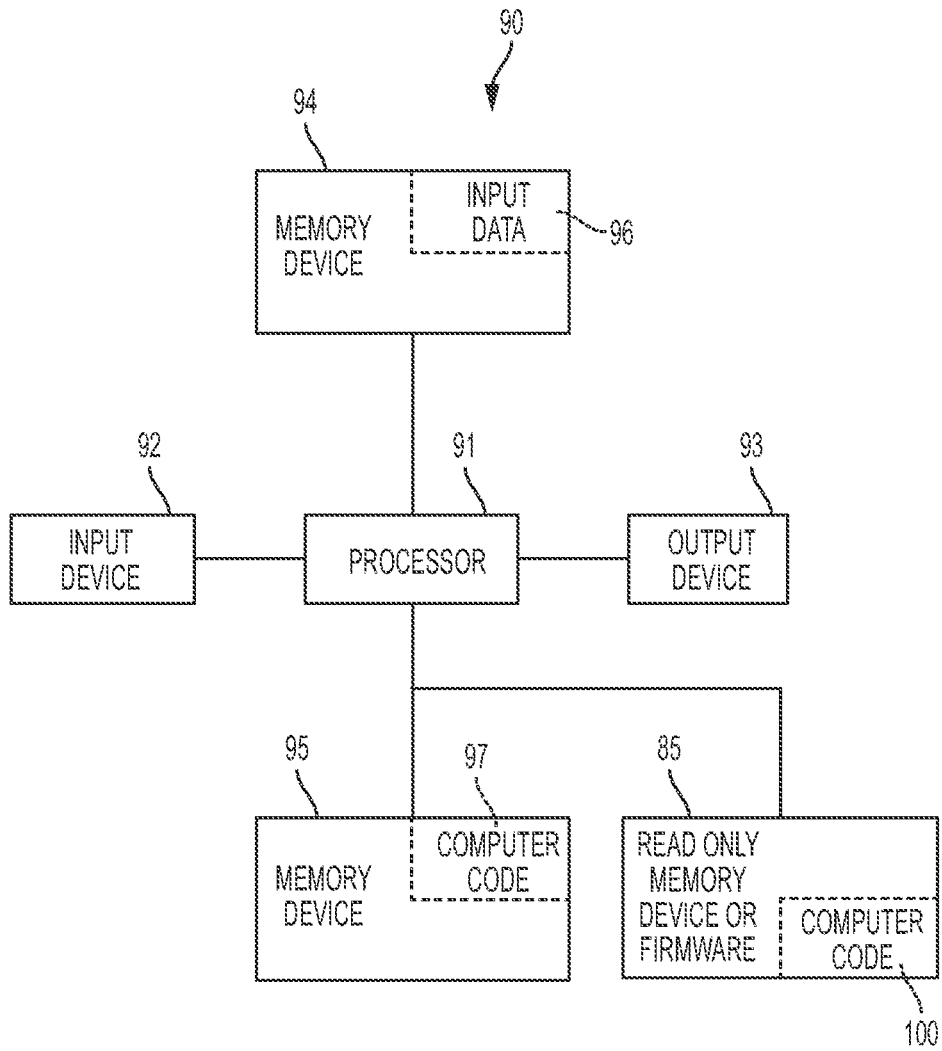 90
94
INPUT
DATA
MEMORY
DEVICE
96
92
91
93
INPUT
DEVICE
PROCESSOR
OUTPUT
DEVICE
95
97
85
COMPUTER
CODE
MEMORY
DEVICE
READ ONLY
MEMORY
DEVICE OR
FIRMWARE
COMPUTER
CODE
100